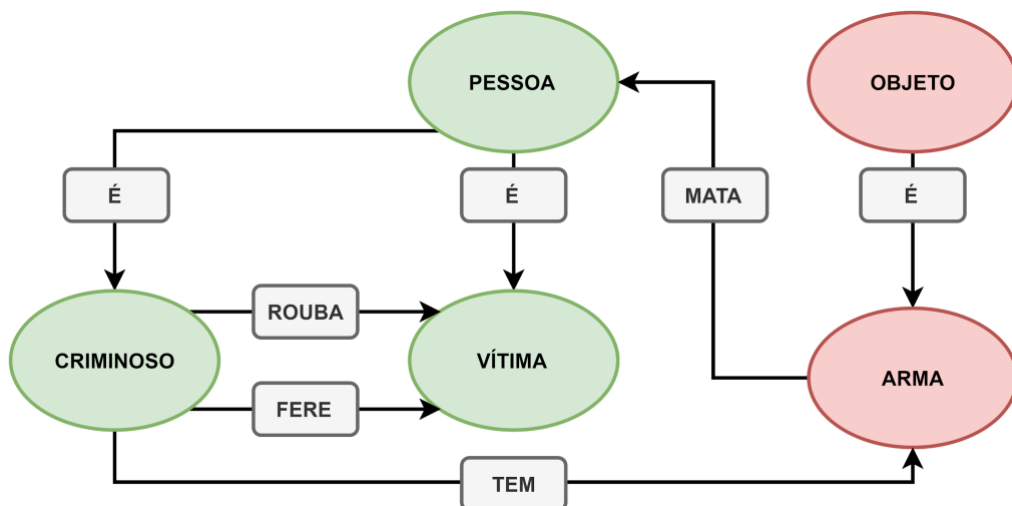 PESSOA
OBJETO
É
É
MATA
É
ROUBA
CRIMINOSO
VÍTIMA
ARMA
FERE
TEM